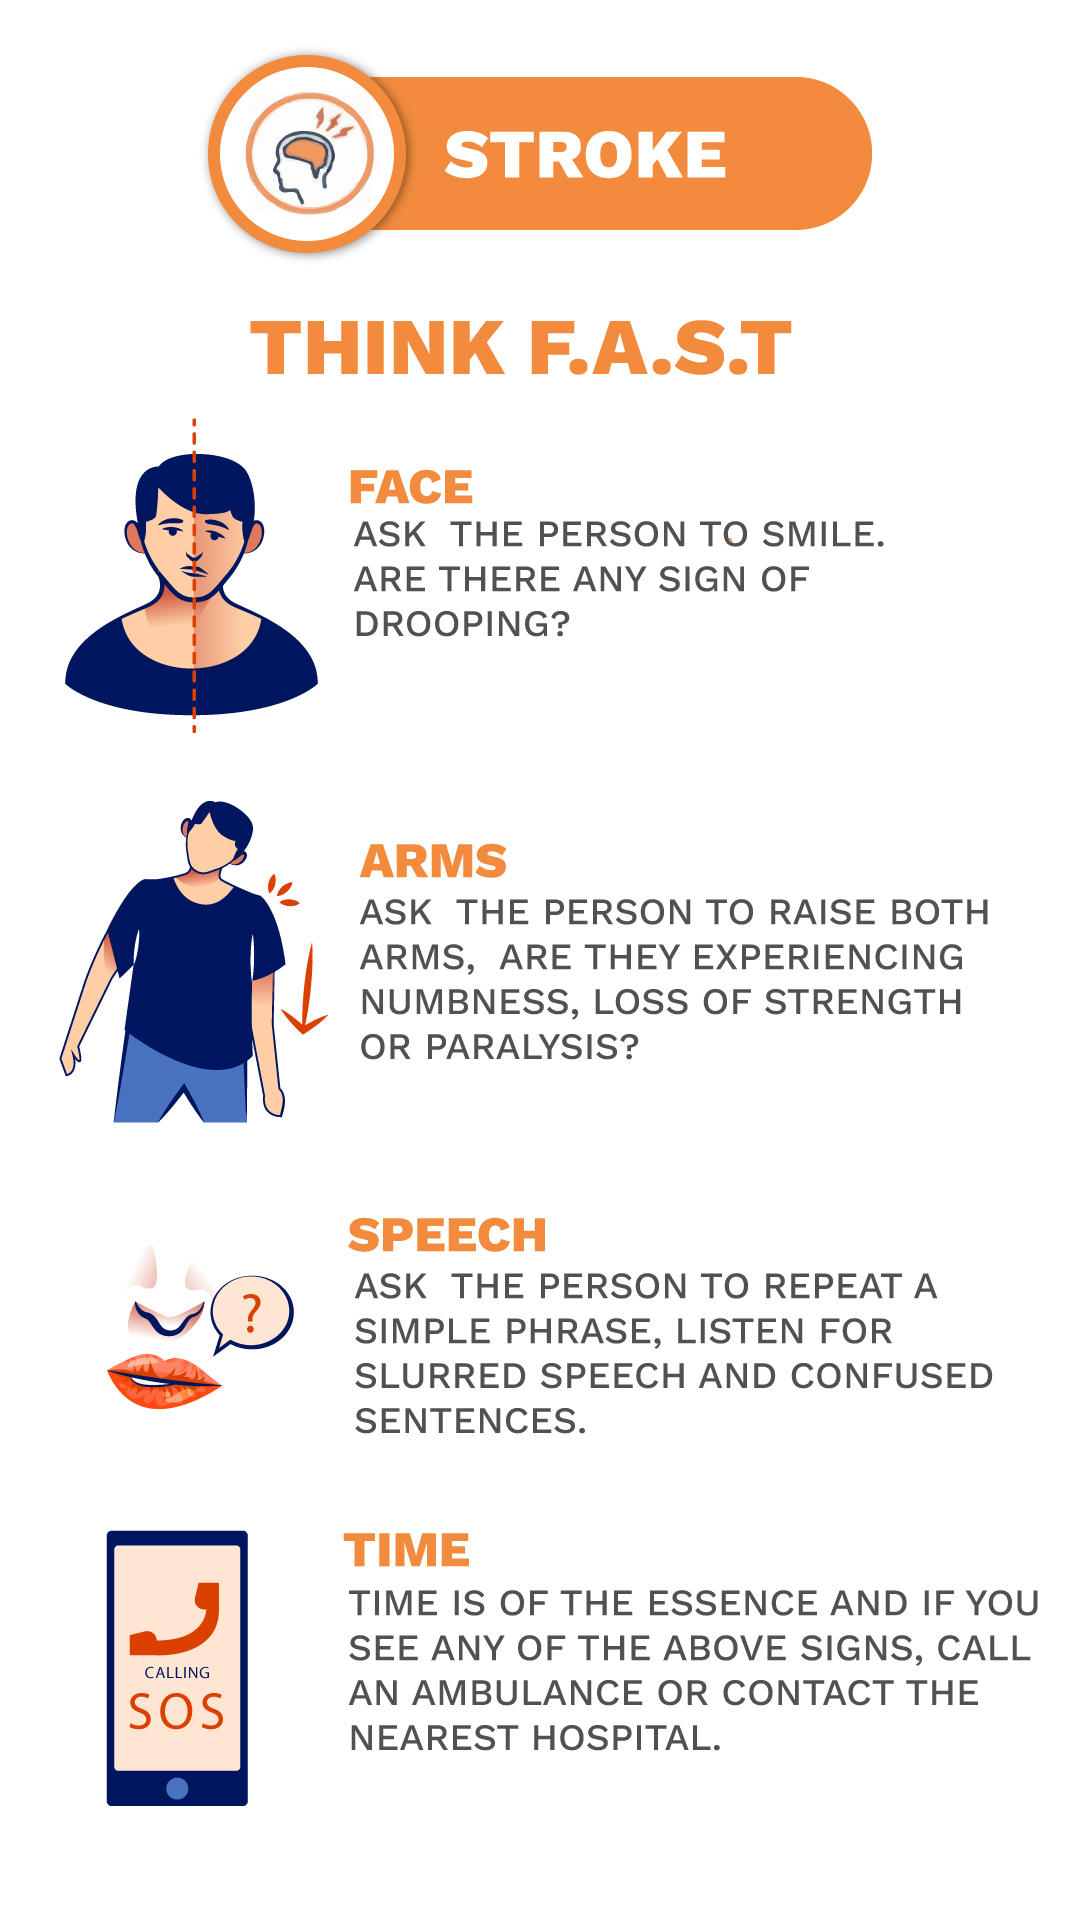 STROKE
THINK F.A.S.T
FACE
ASK THE PERSON TO SMILE.
ARE THERE ANY SIGN OF
DROOPING?
ARMS
ASK THE PERSON TO RAISE BOTH
ARMS, ARE THEY EXPERIENCING
NUMBNESS, LOSS OF STRENGTH
OR PARALYSIS?
SPEECH
ASK THE PERSON TO REPEAT A
SIMPLE PHRASE, LISTEN FOR
SLURRED SPEECH AND CONFUSED
SENTENCES.
?
TIME
TIME IS OF THE ESSENCE AND IF YOU
SEE ANY OF THE ABOVE SIGNS, CALL
AN AMBULANCE OR CONTACT THE
NEAREST HOSPITAL.
CALLING
SOS